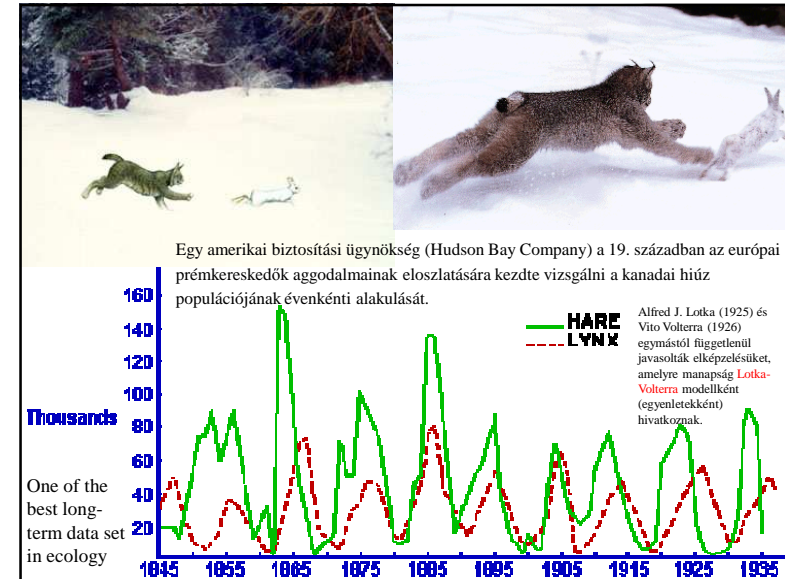 Egy amerikai biztosítási ügynökség (Hudson Bay Company) a 19. században az európai
prémkereskedők aggodalmainak eloszlatására kezdte vizsgálni a kanadai hiúz
populációjának évenkénti alakulását.
160
140
120
100
80
60
40
20
Thousands
HARE
LYNX
Alfred J. Lotka (1925) és
Vito Volterra (1926)
egymástól függetlenül
javasolták elképzelésüket,
amelyre manapság Lotka-
Volterra modellként
(egyenletekként)
hivatkoznak.
One of the
best long-
term data set
in ecology
1845 1855 1865 1875 1885 1895 1905 1915 1925 1935